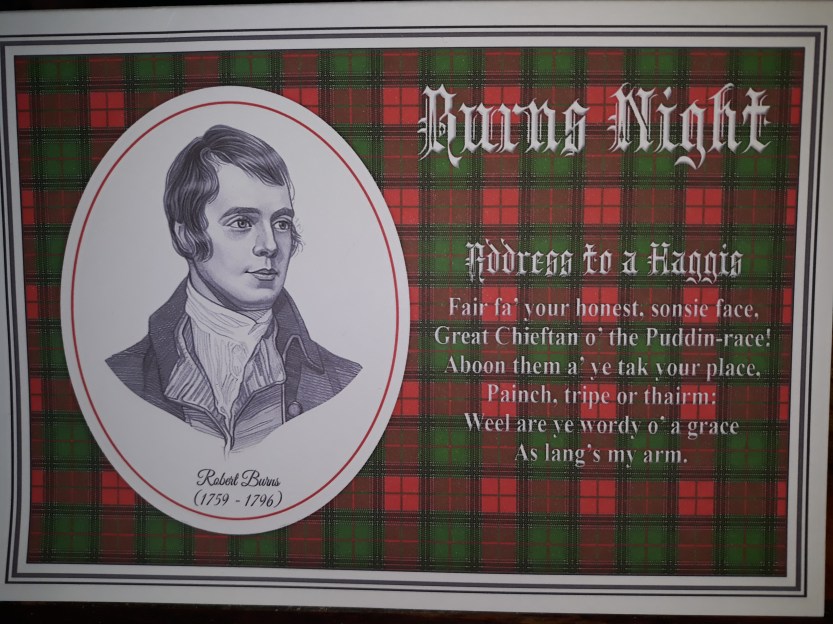 Burns Night
Address to a Haggis
Fair fa' your honest, sonsie face,
Great Chieftan o' the Puddin-race!
Aboon them a' ye tak your place,
Painch, tripe or thairm:
Weel are ye wordy o' a grace
As lang's my arm.
Robert Burns
(1759 - 1796)